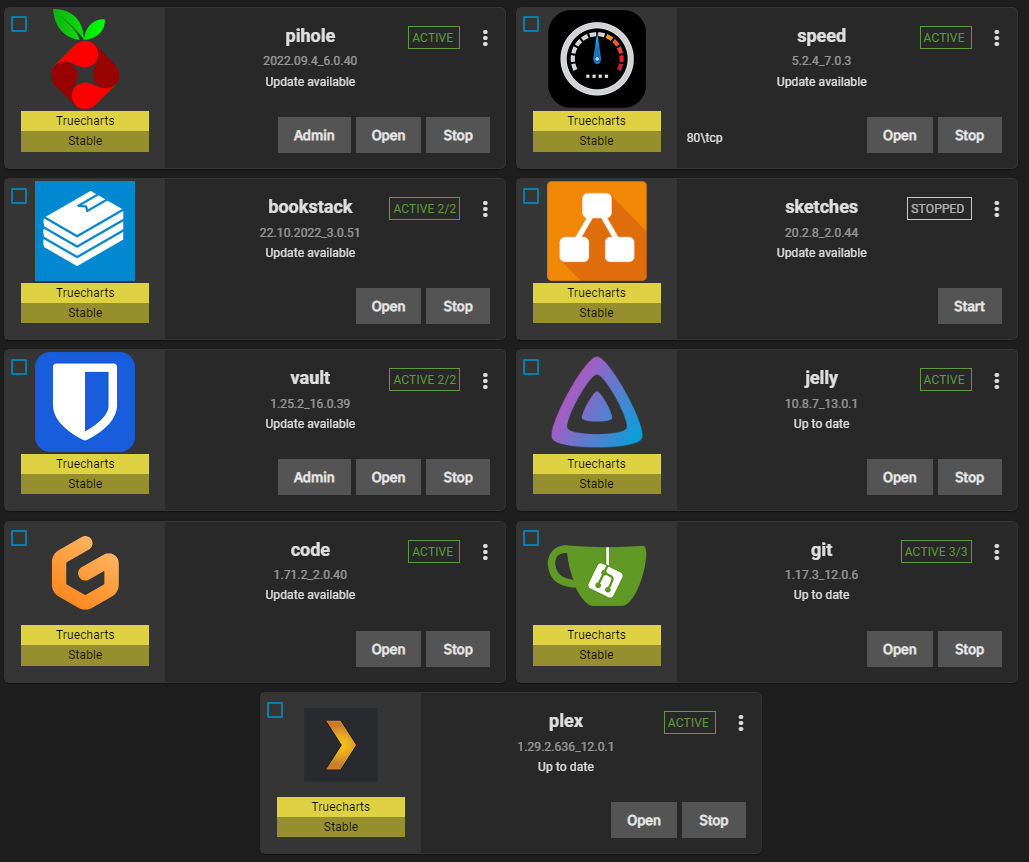 pihole
ACTIVE
2022.09.4_6.0.40
Update available
Truecharts
Stable
Admin
Open
Stop
speed
ACTIVE
5.2.4_7.0.3
Update available
Truecharts
Stable
80\tcp
Open
Stop
bookstack
ACTIVE 2/2
22.10.2022_3.0.51
Update available
Truecharts
Stable
Open
Stop
sketches
STOPPED
20.2.8_2.0.44
Update available
Truecharts
Stable
Start
vault
ACTIVE 2/2
1.25.2_16.0.39
Update available
Truecharts
Stable
Admin
Open
Stop
jelly
ACTIVE
10.8.7_13.0.1
Up to date
Truecharts
Stable
Open
Stop
code
ACTIVE
1.71.2_2.0.40
Update available
Truecharts
Stable
Open
Stop
git
ACTIVE 3/3
1.17.3_12.0.6
Up to date
Truecharts
Stable
Open
Stop
plex
ACTIVE
1.29.2.636_12.0.1
Up to date
Truecharts
Stable
Open
Stop